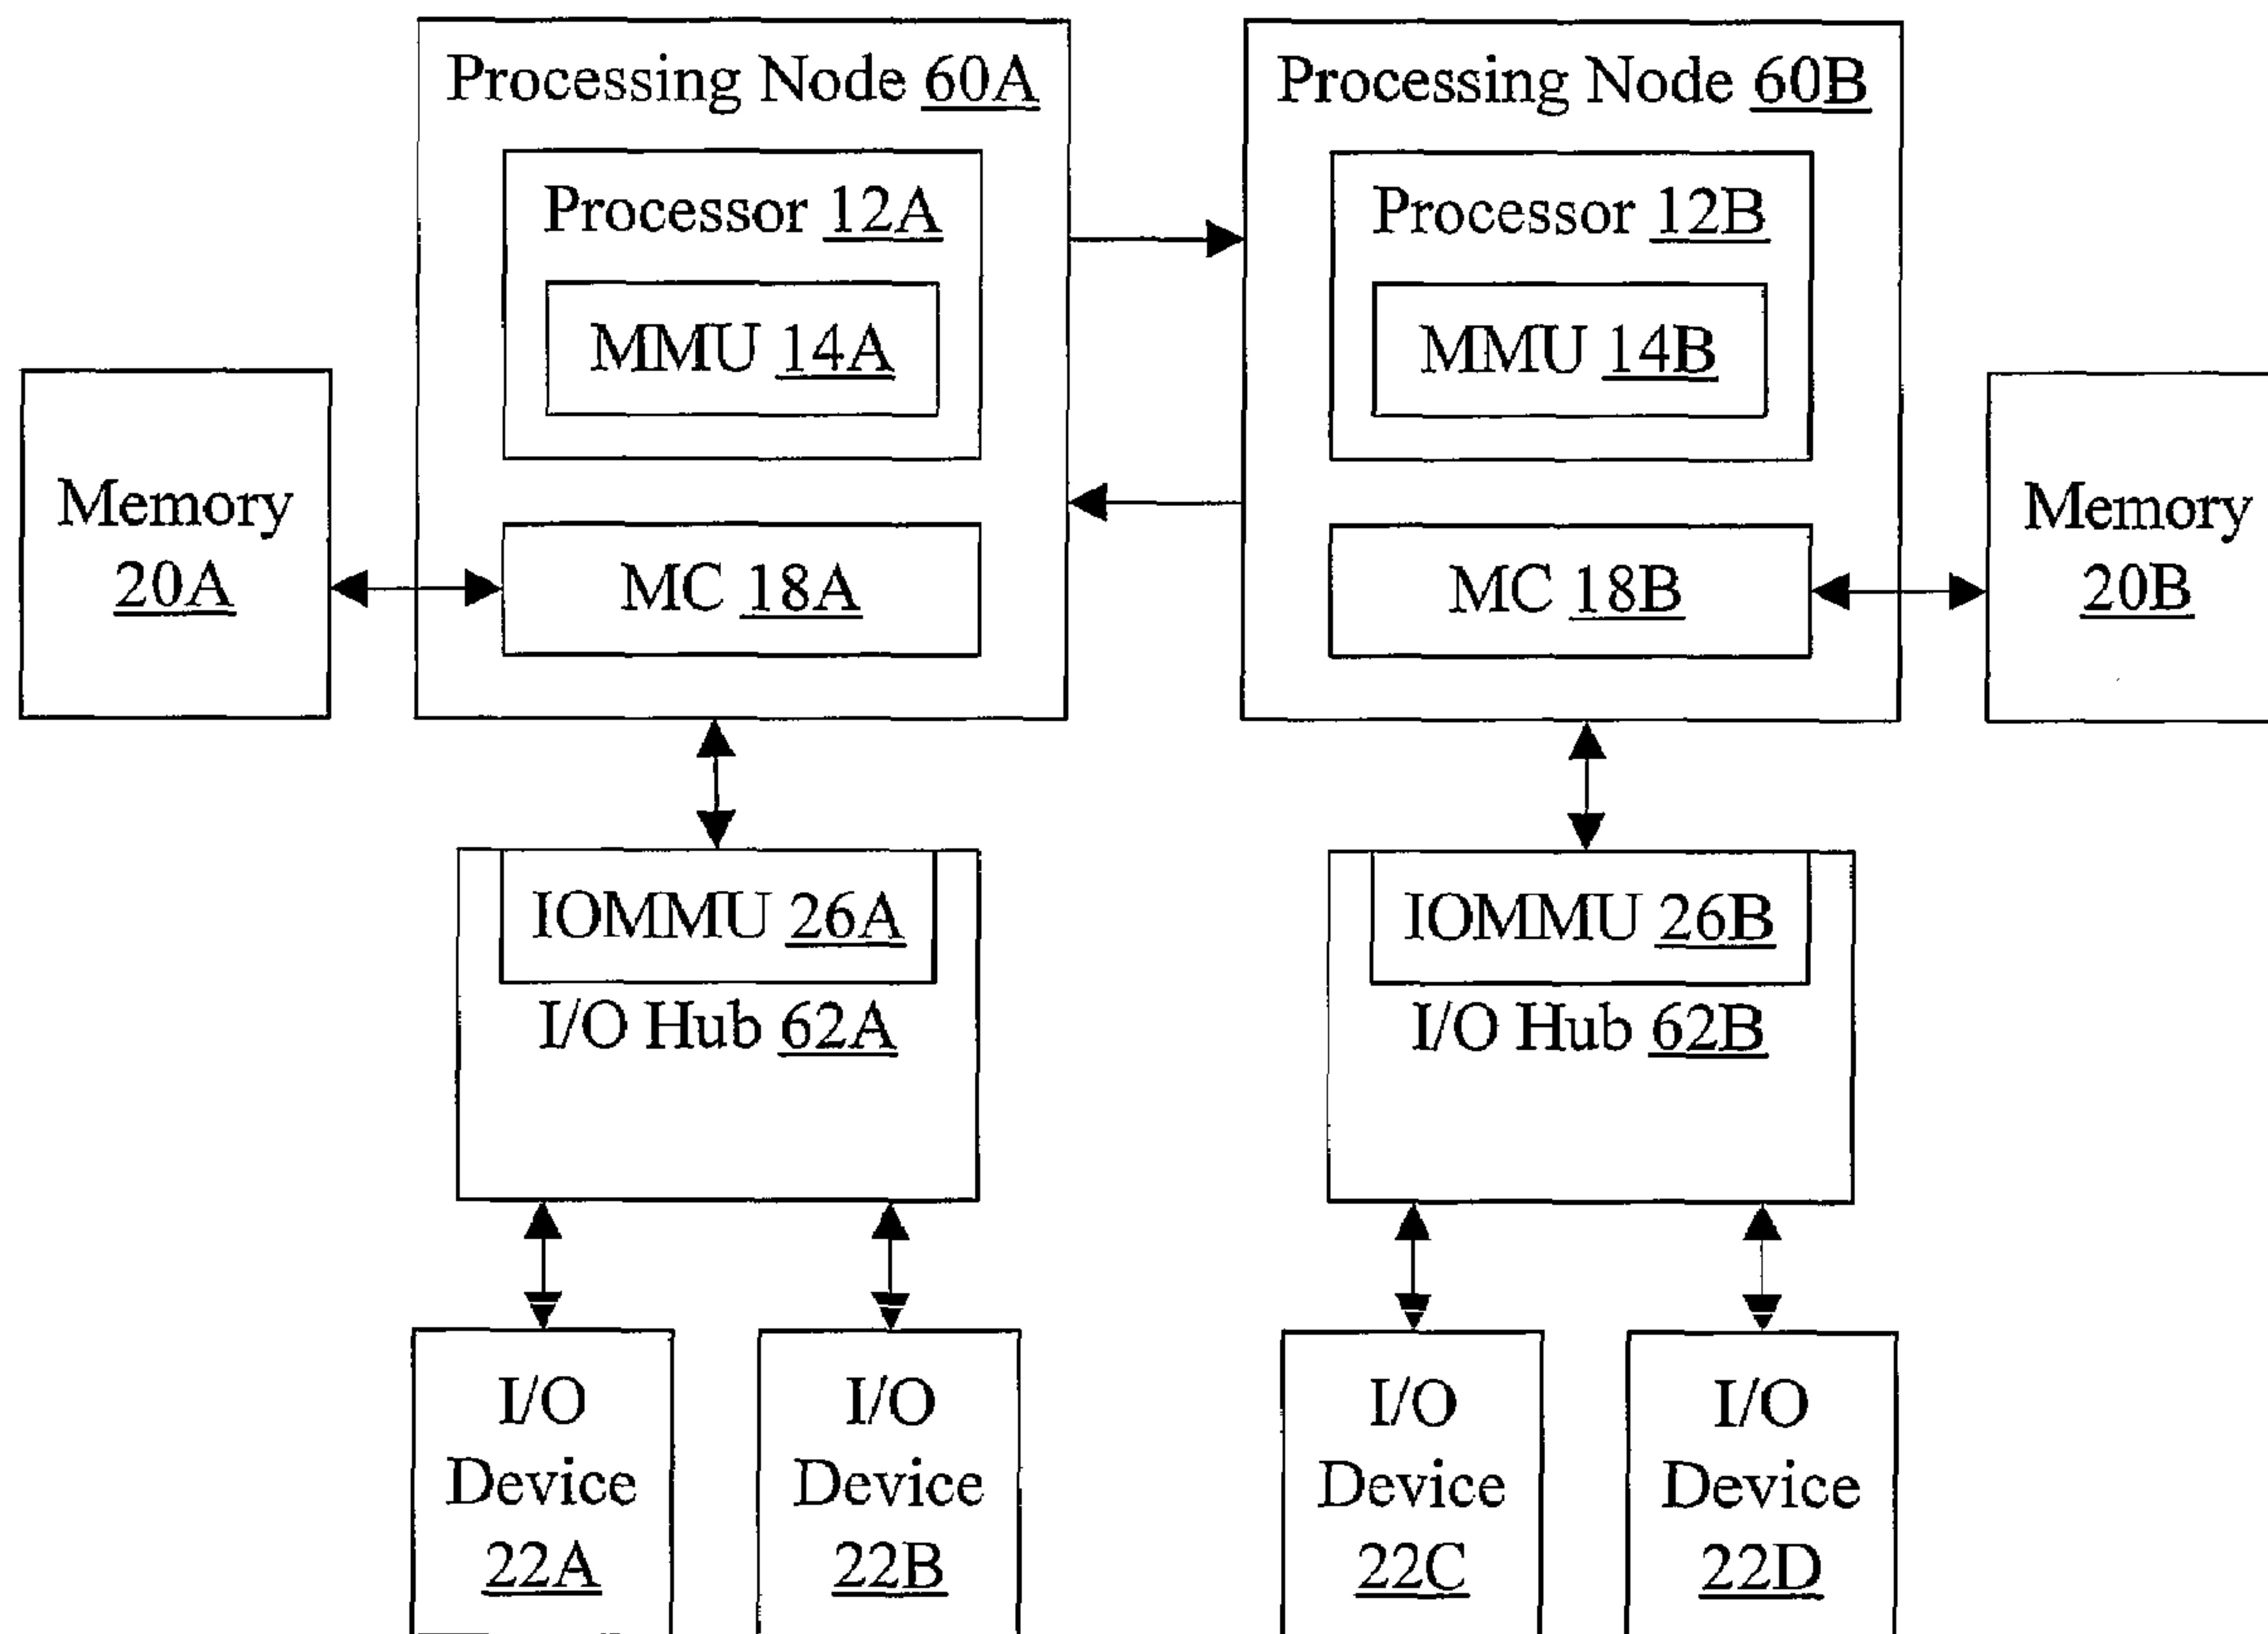 Processing Node 60A
Processor 12A
MMU 14A
MC 18A
Memory
20A
Processing Node 60B
Processor 12B
MMU 14B
MC 18B
Memory
20B
IOMMU 26A
I/O Hub 62A
IOMMU 26B
I/O Hub 62B
I/O
Device
22A
I/O
Device
22B
I/O
Device
22C
I/O
Device
22D